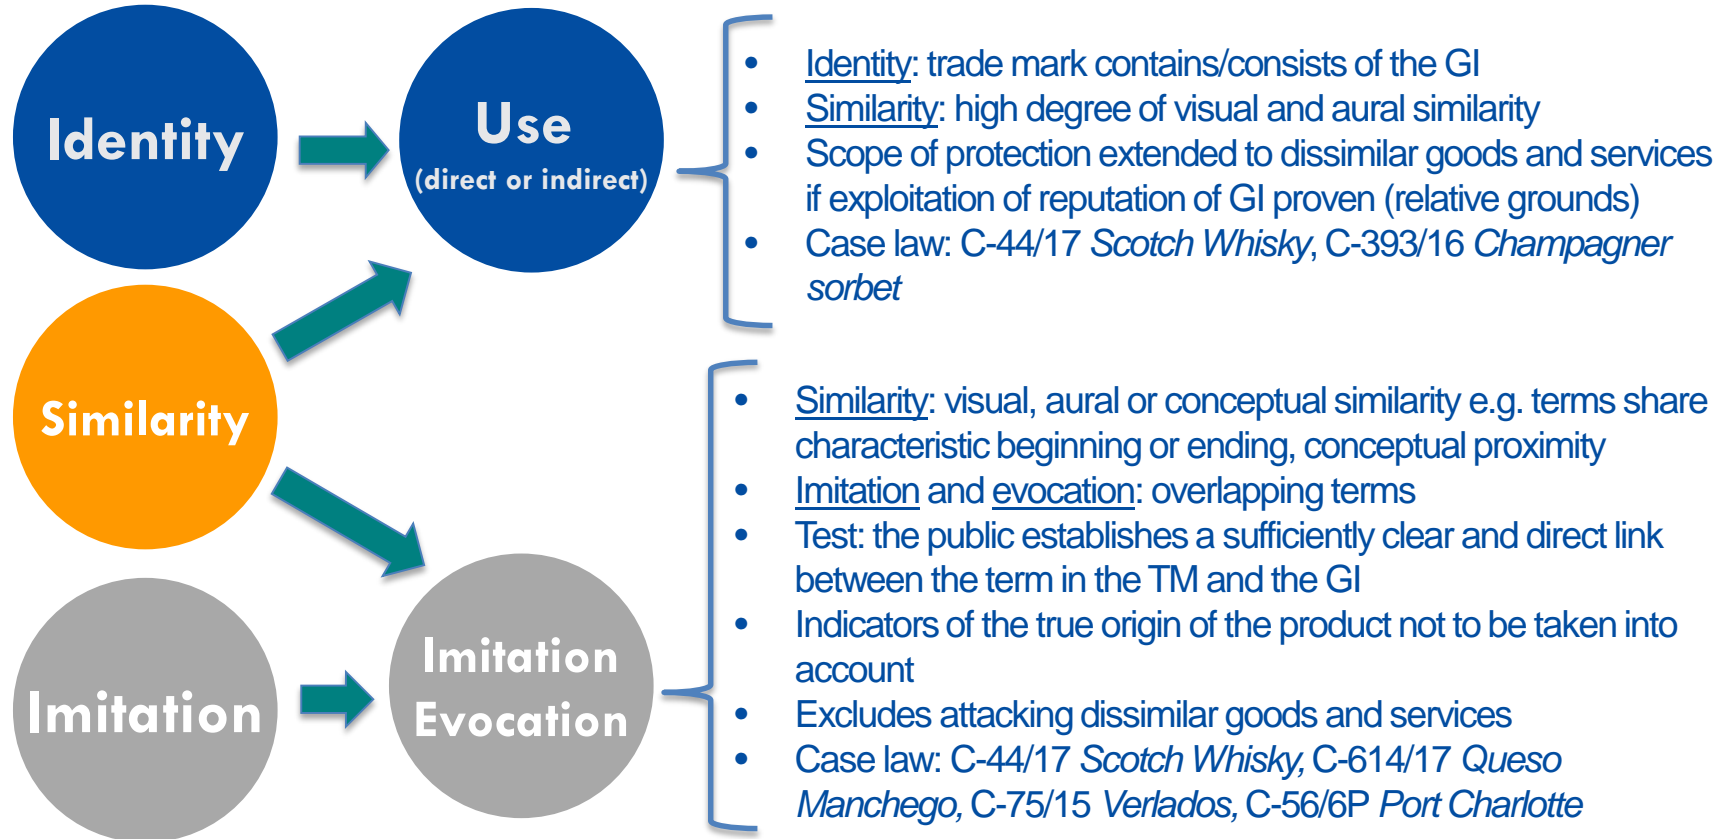 Identity
Use
(direct or indirect)
• Identity: trade mark contains/consists of the GI
• Similarity: high degree of visual and aural similarity
• Scope of protection extended to dissimilar goods and services
if exploitation of reputation of GI proven (relative grounds)
• Case law: C-44/17 Scotch Whisky, C-393/16 Champagner
sorbet
Similarity
Imitation
Imitation
Evocation
• Similarity: visual, aural or conceptual similarity e.g. terms share
characteristic beginning or ending, conceptual proximity
• Imitation and evocation: overlapping terms
• Test: the public establishes a sufficiently clear and direct link
between the term in the TM and the GI
• Indicators of the true origin of the product not to be taken into
account
• Excludes attacking dissimilar goods and services
• Case law: C-44/17 Scotch Whisky, C-614/17 Queso
Manchego, C-75/15 Verlados, C-56/6P Port Charlotte